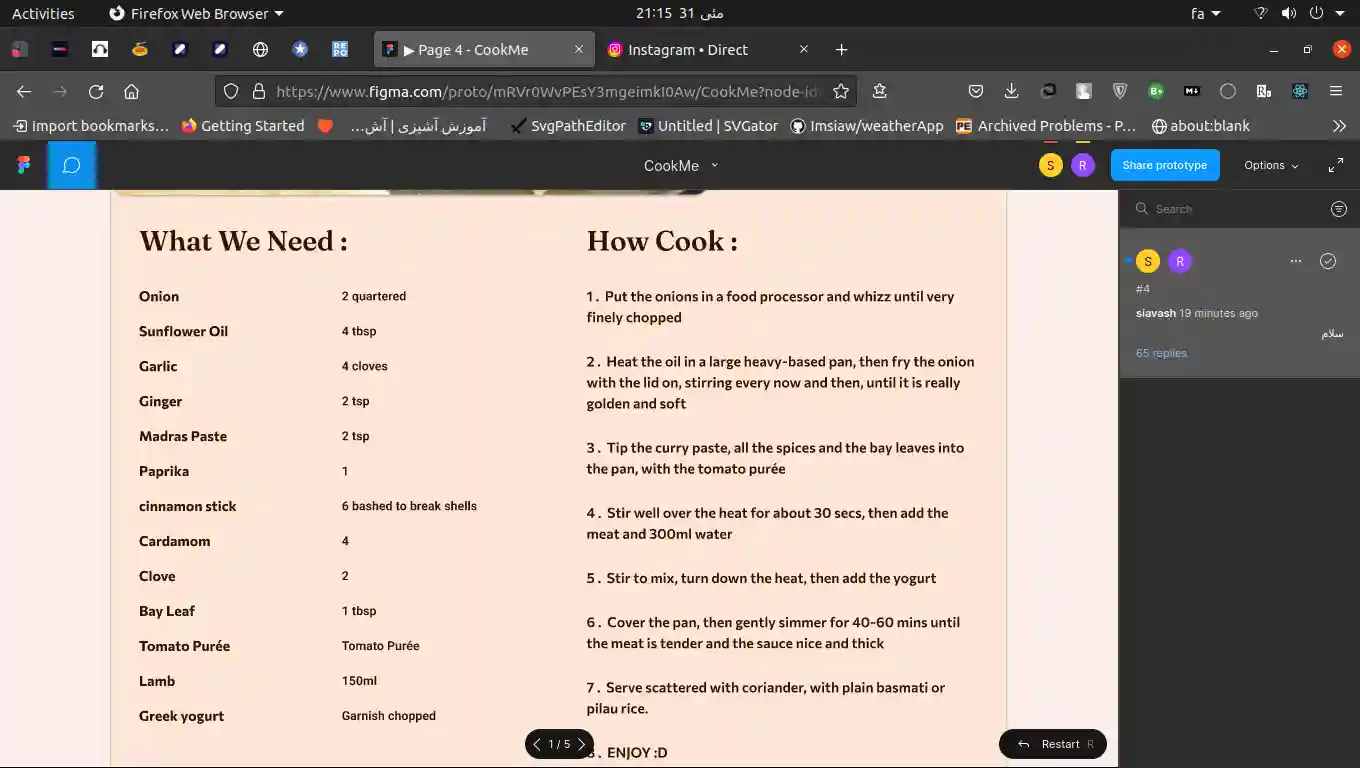 Activities
Firefox Web Browser
21:15 31 مئی
fa
▶ Page 4 - CookMe
Instagram • Direct
https://www.figma.com/proto/mRVr0WvPEsY3mgeimkI0Aw/CookMe?node-id
Import bookmarks...
Getting Started
آموزش آشپزی | آش...
SvgPathEditor
Untitled | SVGator
Imsiaw/weatherApp
Archived Problems - P...
about:blank
CookMe
S
R
Share prototype
Options
What We Need :
Onion 2 quartered
Sunflower Oil 4 tbsp
Garlic 4 cloves
Ginger 2 tsp
Madras Paste 2 tsp
Paprika 1
cinnamon stick 6 bashed to break shells
Cardamom 4
Clove 2
Bay Leaf 1 tbsp
Tomato Purée Tomato Purée
Lamb 150ml
Greek yogurt Garnish chopped
How Cook :
1. Put the onions in a food processor and whizz until very
finely chopped
2. Heat the oil in a large heavy-based pan, then fry the onion
with the lid on, stirring every now and then, until it is really
golden and soft
3. Tip the curry paste, all the spices and the bay leaves into
the pan, with the tomato purée
4. Stir well over the heat for about 30 secs, then add the
meat and 300ml water
5. Stir to mix, turn down the heat, then add the yogurt
6. Cover the pan, then gently simmer for 40-60 mins until
the meat is tender and the sauce nice and thick
7. Serve scattered with coriander, with plain basmati or
pilau rice.
8. ENJOY :D
1 / 5
Restart R
Search
S R
#4
siavash 19 minutes ago
سلام
65 replies